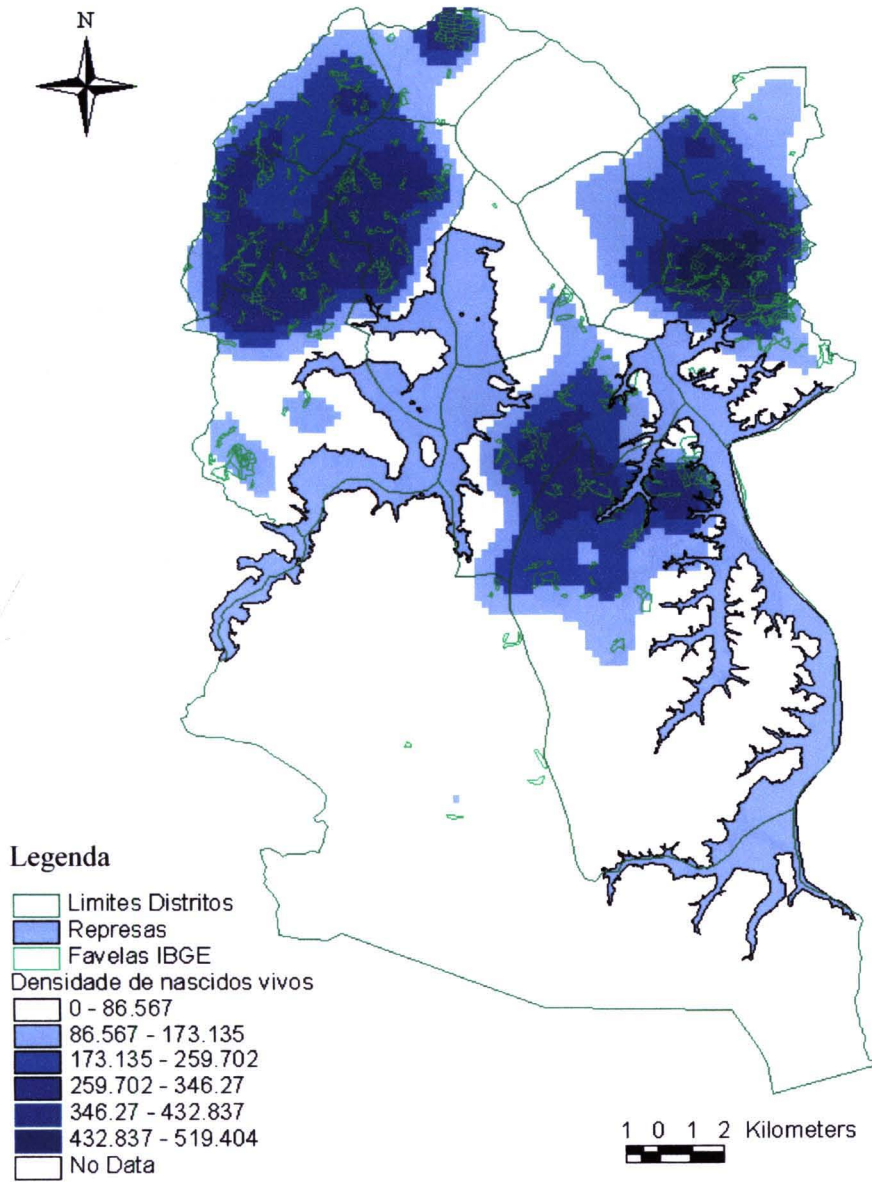 N
Legenda
Limites Distritos
Represas
Favelas IBGE
Densidade de nascidos vivos
0 - 86.567
86.567 - 173.135
173.135 - 259.702
259.702 - 346.27
346.27 - 432.837
432.837 - 519.404
No Data
1 0 1 2 Kilometers